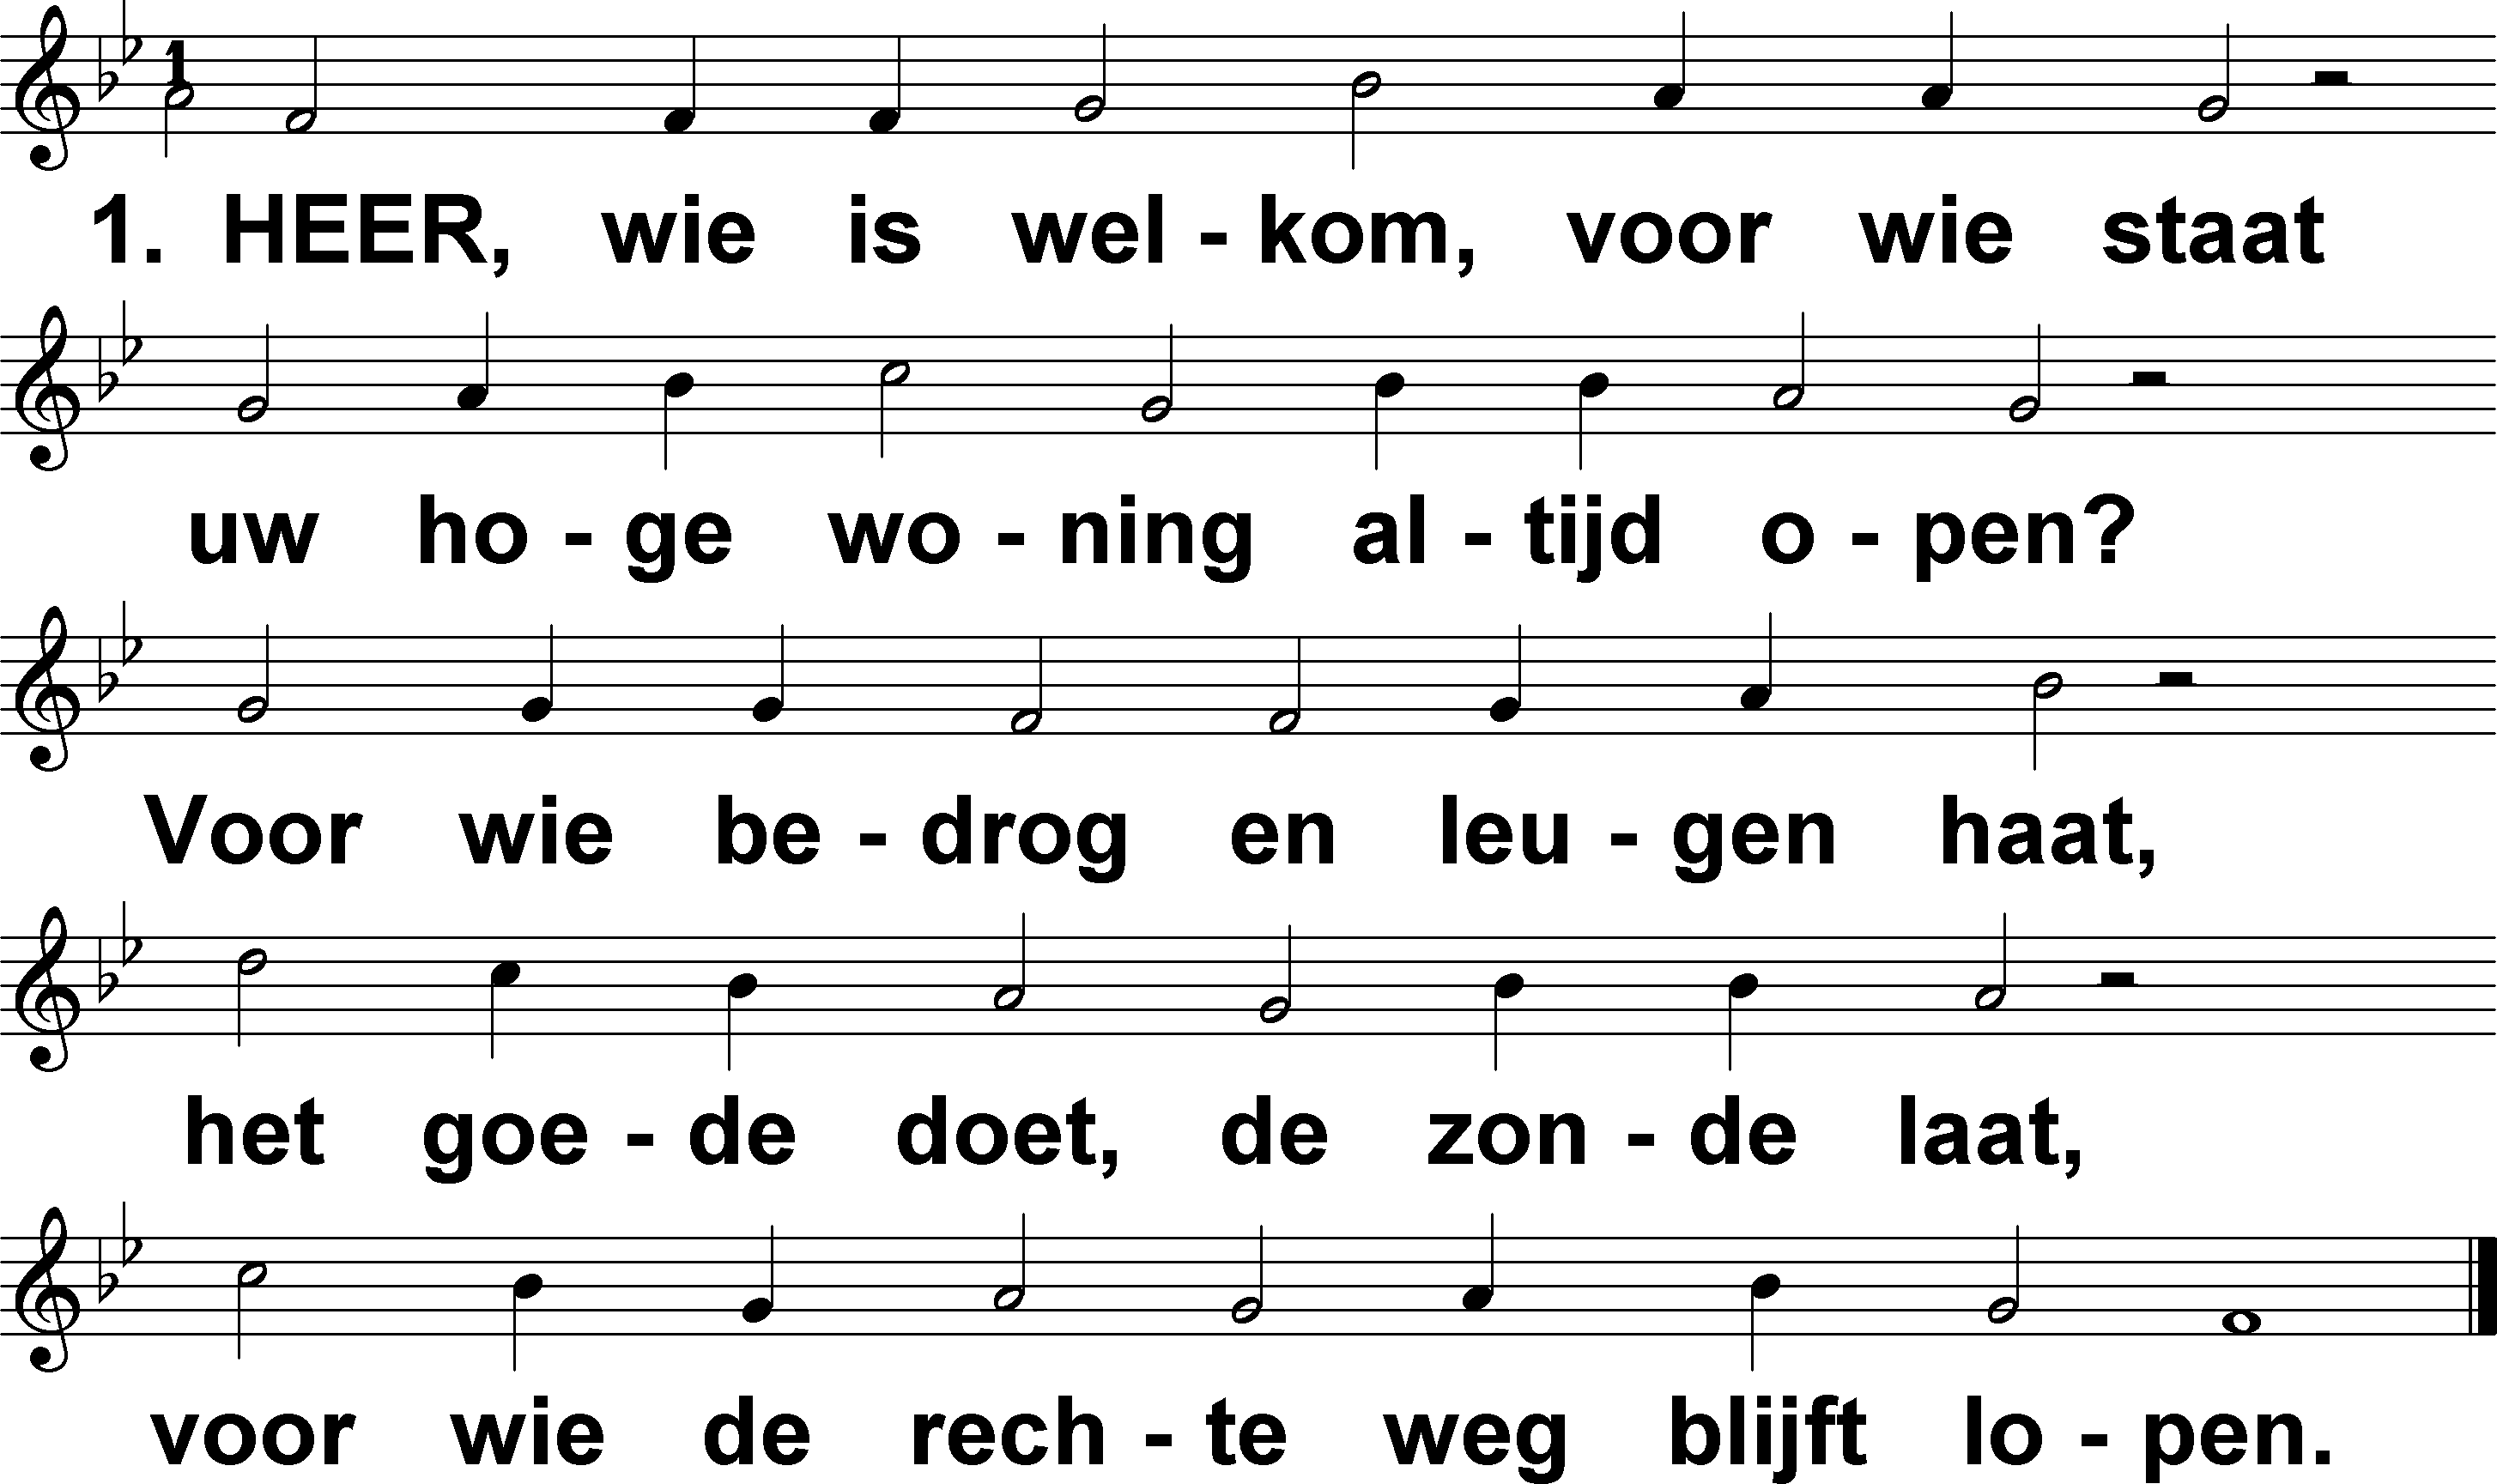 1. HEER, wie is wel - kom, voor wie staat
uw ho - ge wo - ning al - tijd o - pen?
Voor wie be - drog en leu - gen haat,
het goe - de doet, de zon - de laat,
voor wie de rech - te weg blijft lo - pen.